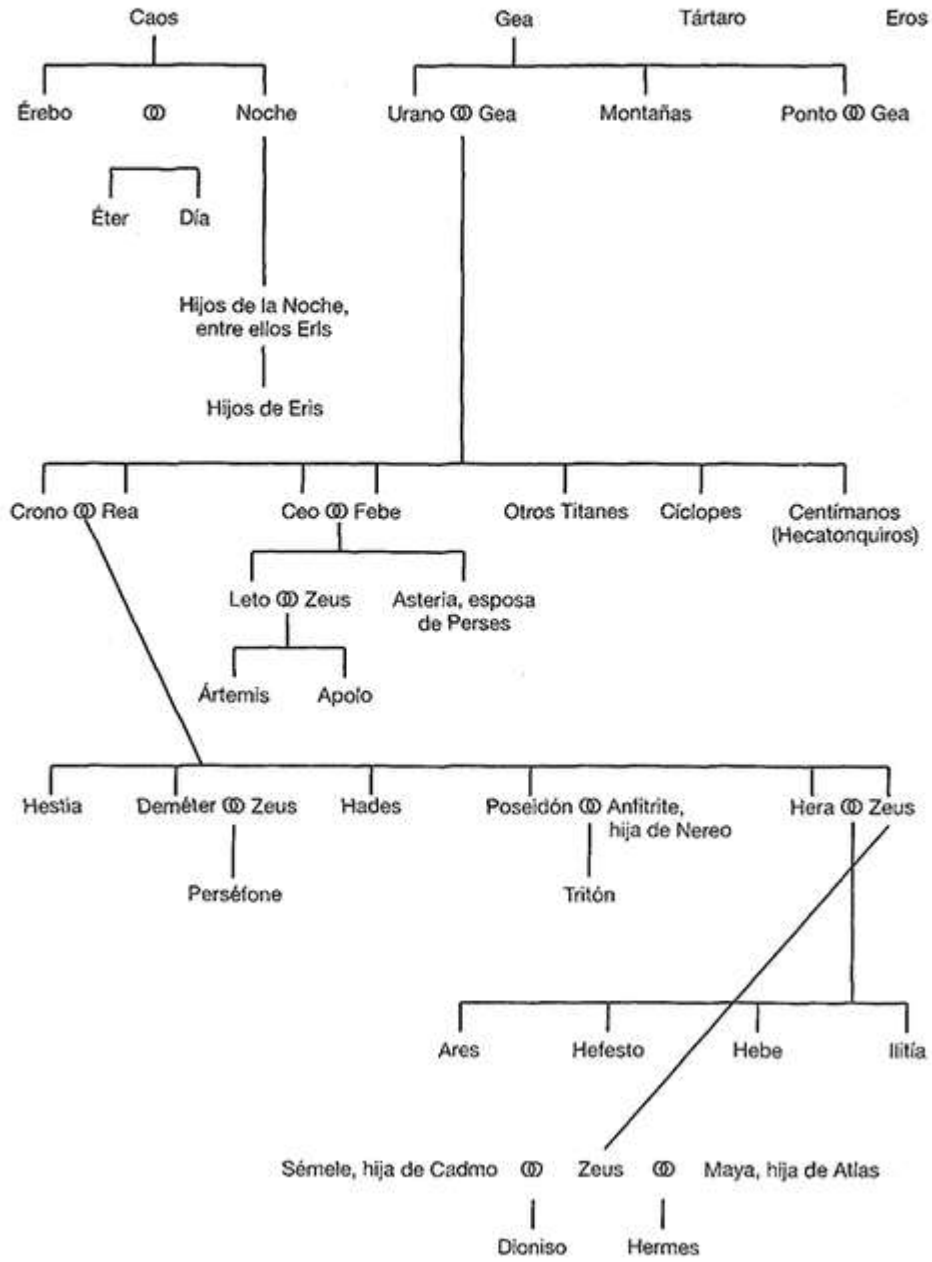 Caos Gea Tártaro Eros
Érebo Noche Urano Gea Montañas Ponto Gea
Éter Día
Hijos de la Noche,
entre ellos Eris
Hijos de Eris
Crono Rea Ceo Febe Otros Titanes Cíclopes Centímanos
(Hecatonquiros)
Leto Zeus Asteria, esposa
de Perses
Ártemis Apolo
Hestia Deméter Zeus Hades Poseidón Anfitrite, Hera Zeus
hija de Nereo
Perséfone Tritón
Ares Hefesto Hebe Ilitía
Sémele, hija de Cadmo Zeus Maya, hija de Atlas
Dioniso Hermes